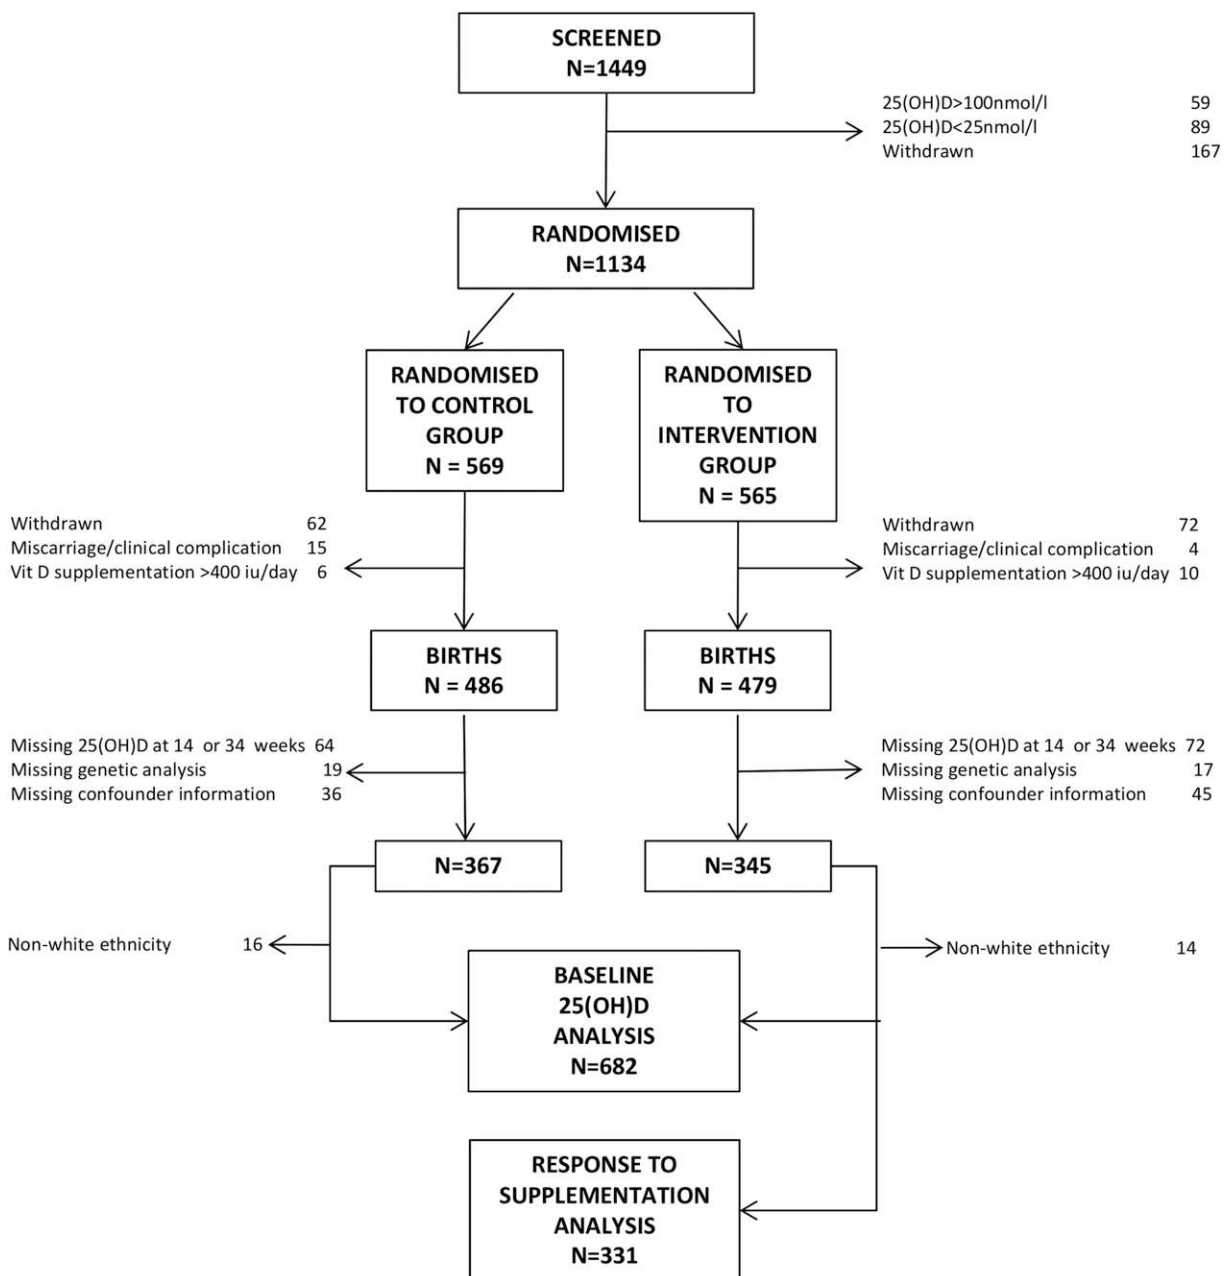 SCREENED
N=1449
25(OH)D>100nmol/l 59
25(OH)D<25nmol/l 89
Withdrawn 167
RANDOMISED
N=1134
RANDOMISED
TO CONTROL
GROUP
N = 569
RANDOMISED
TO
INTERVENTION
GROUP
N = 565
Withdrawn 62
Miscarriage/clinical complication 15
Vit D supplementation >400 iu/day 6
Withdrawn 72
Miscarriage/clinical complication 4
Vit D supplementation >400 iu/day 10
BIRTHS
N = 486
BIRTHS
N = 479
Missing 25(OH)D at 14 or 34 weeks 64
Missing genetic analysis 19
Missing confounder information 36
Missing 25(OH)D at 14 or 34 weeks 72
Missing genetic analysis 17
Missing confounder information 45
N=367
N=345
Non-white ethnicity 16
Non-white ethnicity 14
BASELINE
25(OH)D
ANALYSIS
N=682
RESPONSE TO
SUPPLEMENTATION
ANALYSIS
N=331